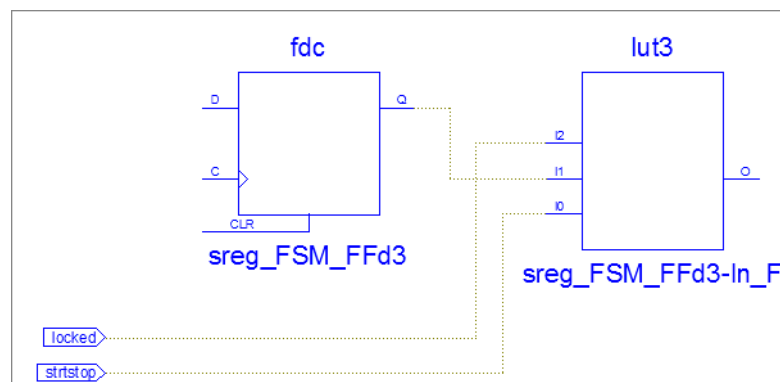 fdc
lut3
D
Q
I2
C
I1
O
I0
CLR
sreg_FSM_FFd3
sreg_FSM_FFd3-In_F
locked
strtstop